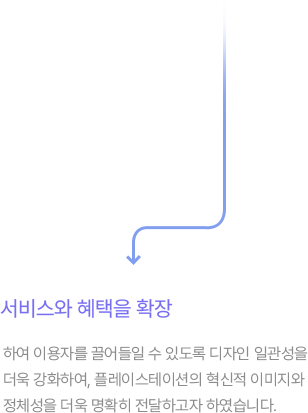 서비스와 혜택을 확장
하여 이용자를 끌어들일 수 있도록 디자인 일관성을
더욱 강화하여, 플레이스테이션의 혁신적 이미지와
정체성을 더욱 명확히 전달하고자 하였습니다.